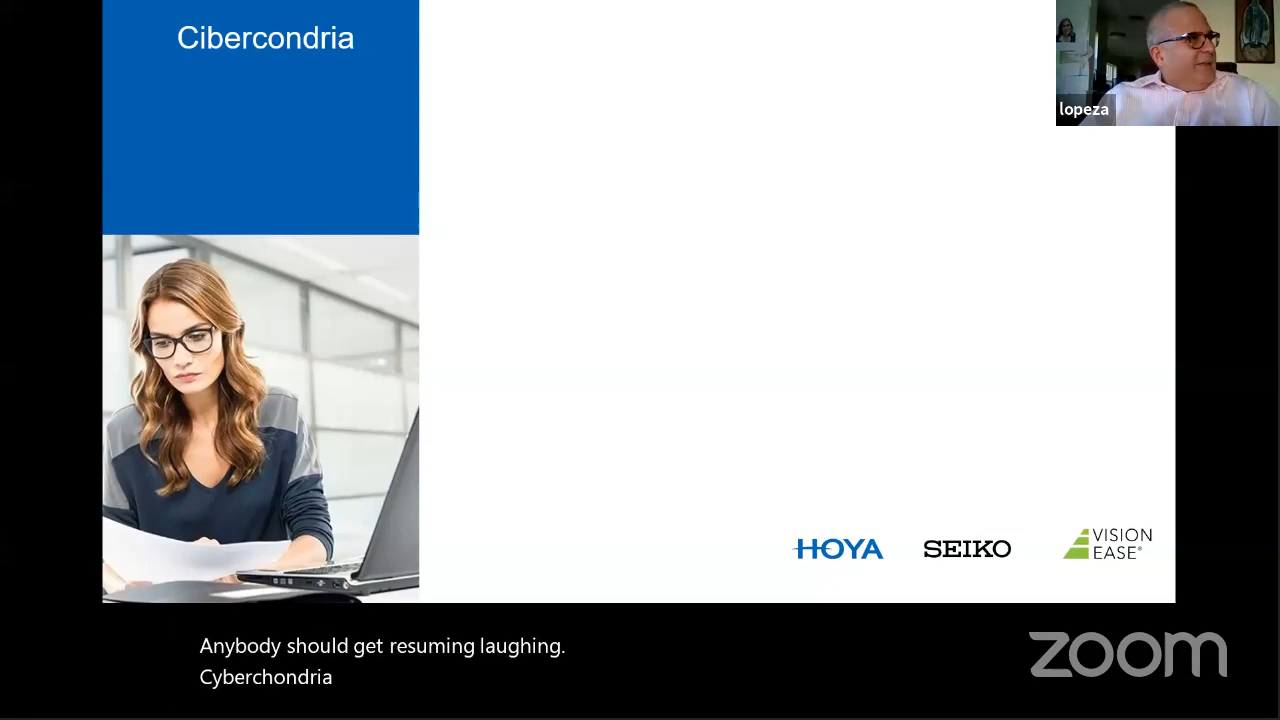 Cibercondria
lopeza
HOYA
SEIKO
VISION
EASE®
Anybody should get resuming laughing.
Cyberchondria
zoom